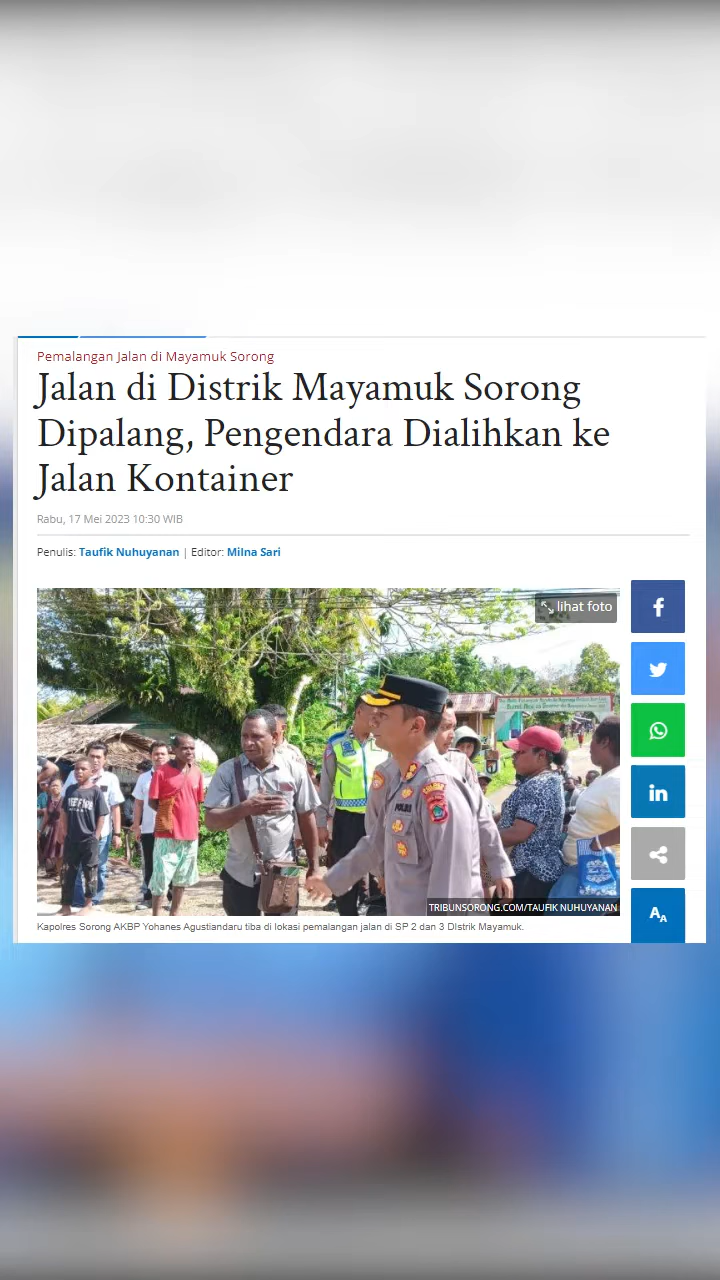 Pemalangan Jalan di Mayamuk Sorong
Jalan di Distrik Mayamuk Sorong
Dipalang, Pengendara Dialihkan ke
Jalan Kontainer
Rabu, 17 Mei 2023 10:30 WIB
Penulis: Taufik Nuhuyanan | Editor: Milna Sari
lihat foto
POLRI
TRIBUNSORONG.COM/TAUFIK NUHUYANAN
Kapolres Sorong AKBP Yohanes Agustiandaru tiba di lokasi pemalangan jalan di SP 2 dan 3 DIstrik Mayamuk.